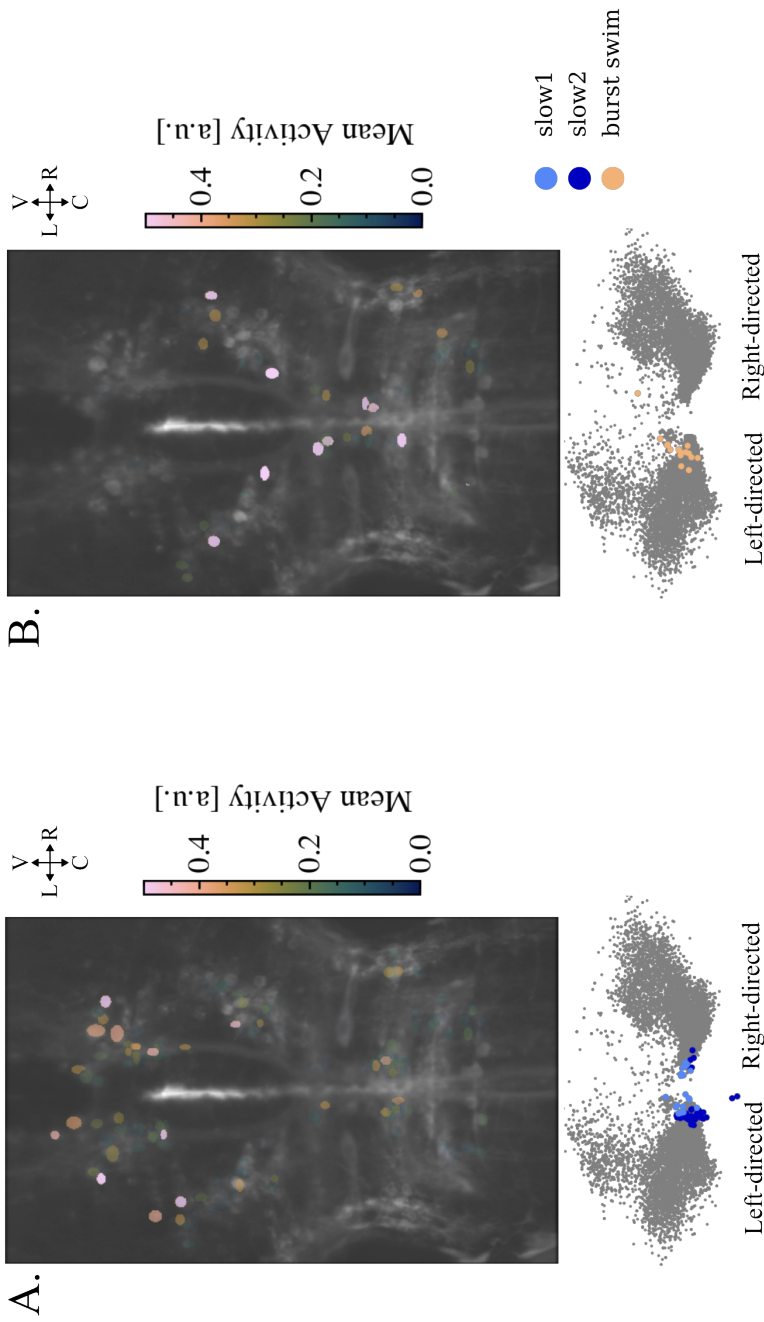 A.
V
L R
C
0.4
0.2
0.0
Mean Activity [a.u.]
Left-directed
Right-directed
B.
V
L R
C
0.4
0.2
0.0
Mean Activity [a.u.]
Left-directed
Right-directed
slow1
slow2
burst swim